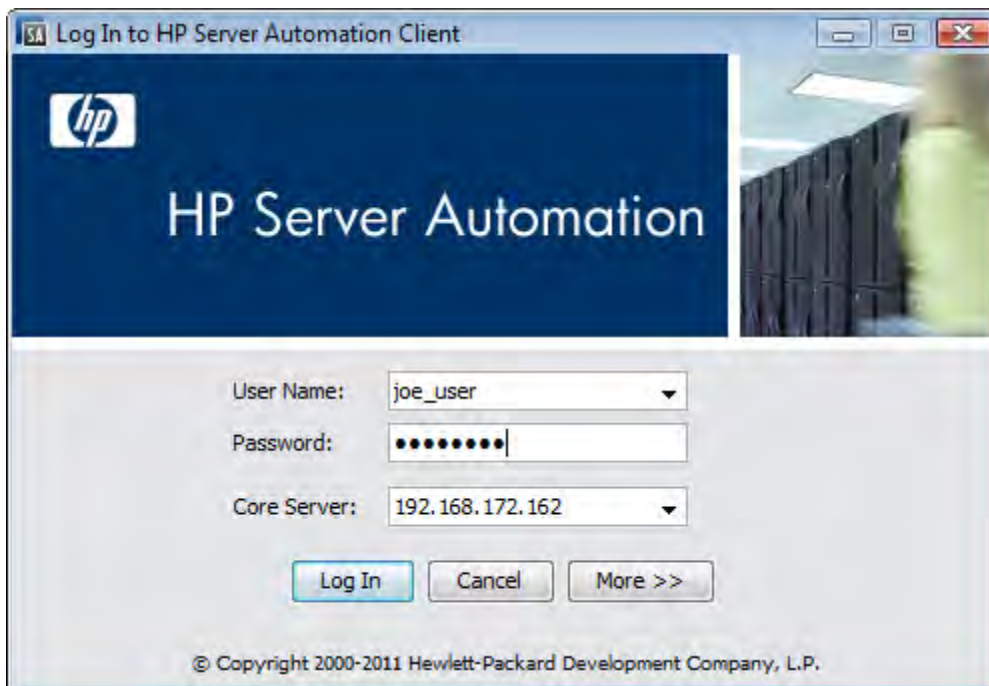 SA Log In to HP Server Automation Client
hp
HP Server Automation
User Name: joe_user
Password: ••••••••
Core Server: 192.168.172.162
Log In Cancel More >>
© Copyright 2000-2011 Hewlett-Packard Development Company, L.P.